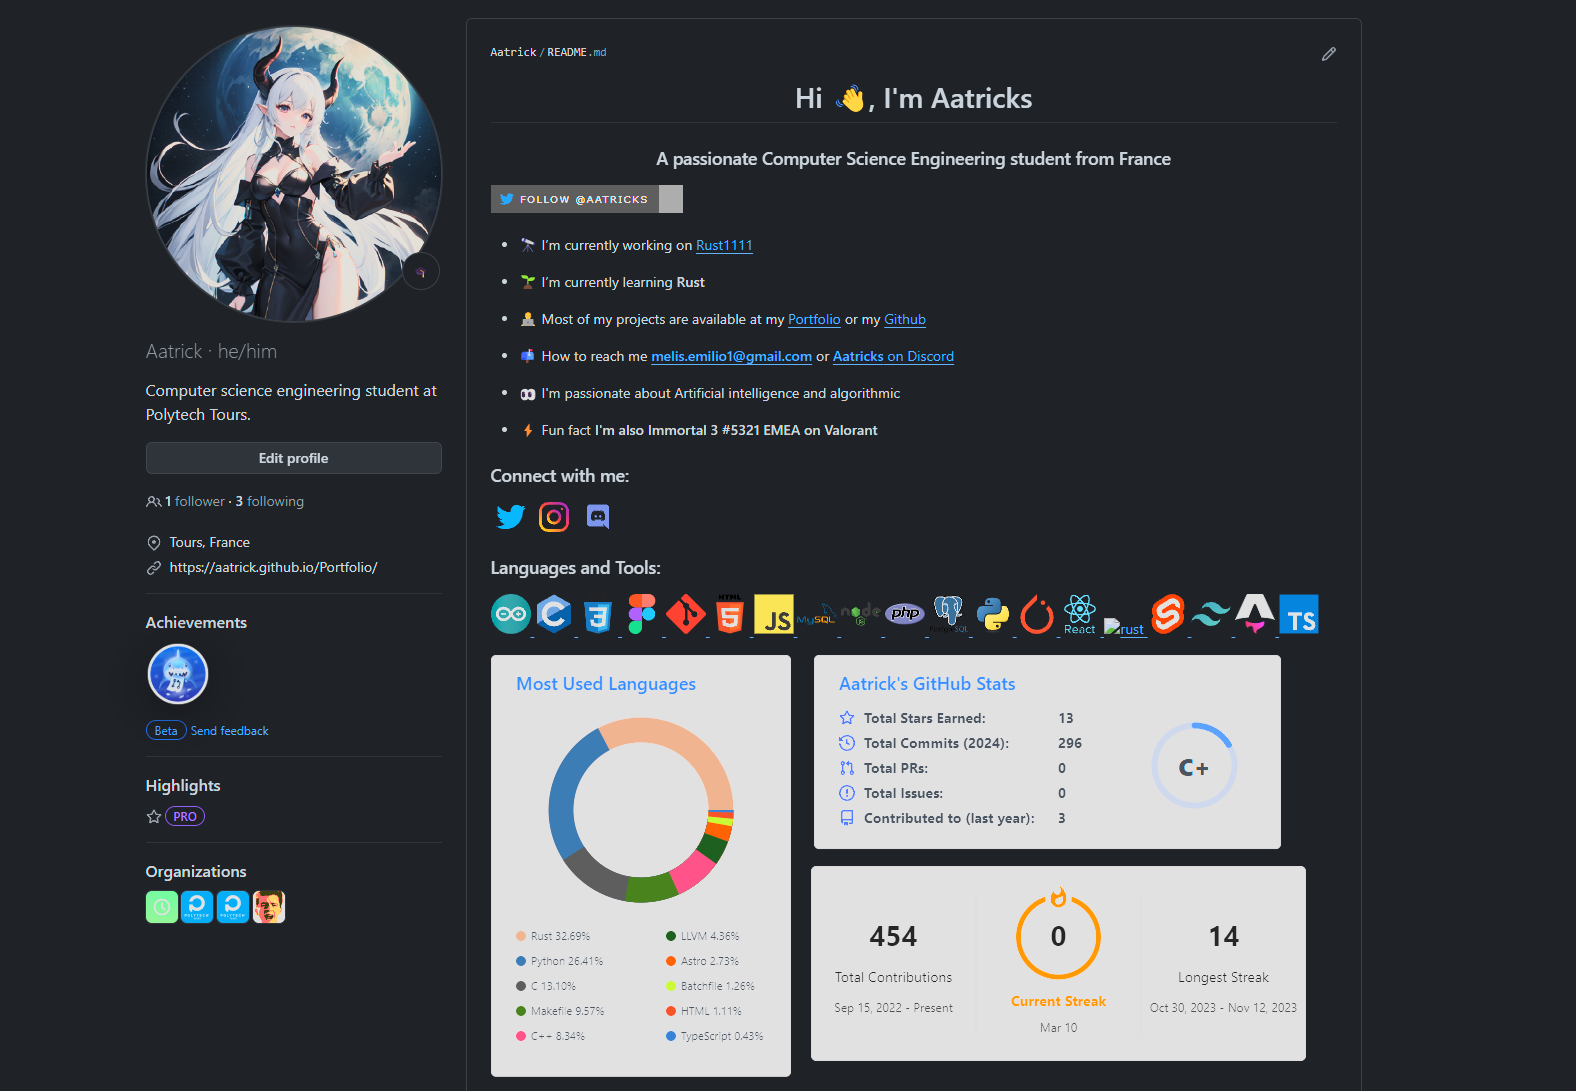 Aatrick · he/him
Computer science engineering student at
Polytech Tours.
Edit profile
1 follower · 3 following
Tours, France
https://aatrick.github.io/Portfolio/
Achievements
Beta Send feedback
Highlights
PRO
Organizations
POLYTECH
POLYTECH
Aatrick / README.md
Hi 👋, I'm Aatricks
A passionate Computer Science Engineering student from France
FOLLOW @AATRICKS
🔭 I’m currently working on Rust1111
🌱 I’m currently learning Rust
👨‍💻 Most of my projects are available at my Portfolio or my Github
📫 How to reach me melis.emilio1@gmail.com or Aatricks on Discord
👀 I'm passionate about Artificial intelligence and algorithmic
⚡ Fun fact I'm also Immortal 3 #5321 EMEA on Valorant
Connect with me:
Languages and Tools:
C 3 HTML 5 JS MySQL node JS php PostgreSQL React rust TS
Most Used Languages
Rust 32.69%
Python 26.41%
C 13.10%
Makefile 9.57%
C++ 8.34%
LLVM 4.36%
Astro 2.73%
Batchfile 1.26%
HTML 1.11%
TypeScript 0.43%
Aatrick's GitHub Stats
Total Stars Earned: 13
Total Commits (2024): 296
Total PRs: 0
Total Issues: 0
Contributed to (last year): 3
C+
454
Total Contributions
Sep 15, 2022 - Present
0
Current Streak
Mar 10
14
Longest Streak
Oct 30, 2023 - Nov 12, 2023